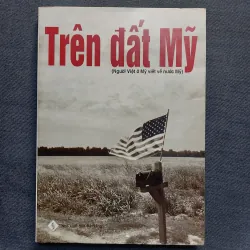 Trên đất Mỹ
(Người Việt ở Mỹ viết về nước Mỹ)